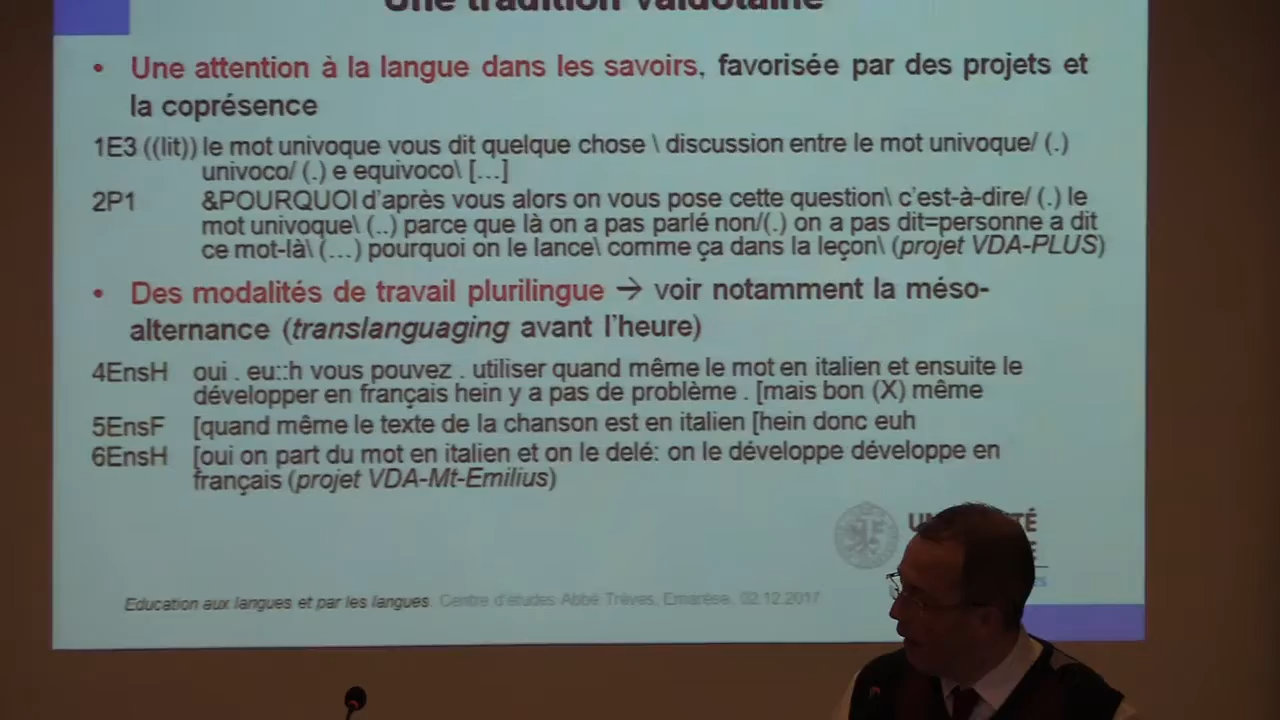 Une tradition valdôtaine
• Une attention à la langue dans les savoirs, favorisée par des projets et
la coprésence
1E3 ((lit)) le mot univoque vous dit quelque chose \ discussion entre le mot univoque/ (.)
univoco/ (.) e equivoco\ [...]
2P1 &POURQUOI d'après vous alors on vous pose cette question\ c'est-à-dire/ (.) le
mot univoque\ (..) parce que là on a pas parlé non/(.) on a pas dit=personne a dit
ce mot-là\ (...) pourquoi on le lance\ comme ça dans la leçon\ (projet VDA-PLUS)
• Des modalités de travail plurilingue → voir notamment la méso-
alternance (translanguaging avant l'heure)
4EnsH oui . eu::h vous pouvez . utiliser quand même le mot en italien et ensuite le
développer en français hein y a pas de problème . [mais bon (X) même
5EnsF [quand même le texte de la chanson est en italien [hein donc euh
6EnsH [oui on part du mot en italien et on le delé: on le développe développe en
français (projet VDA-Mt-Emilius)
Education aux langues et par les langues. Centre d'études Abbé Trèves, Emarèse, 02.12.2017